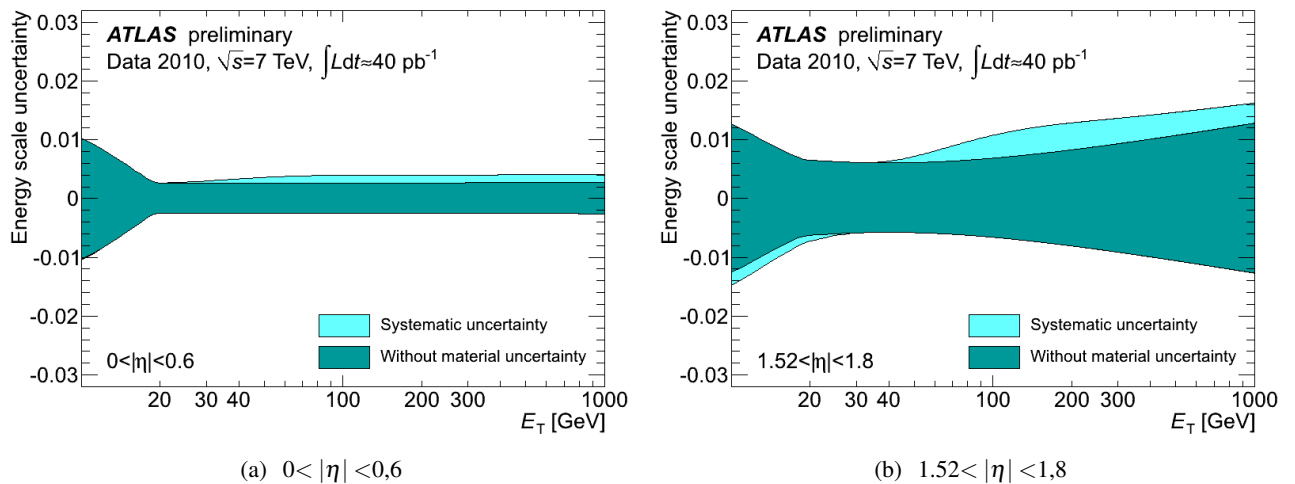 ATLAS preliminary
Data 2010, √s=7 TeV, ∫Ldt≈40 pb⁻¹
Energy scale uncertainty
0.03
0.02
0.01
0
-0.01
-0.02
-0.03
Systematic uncertainty
Without material uncertainty
0<|η|<0.6
20 30 40 100 200 300 1000
E_T [GeV]
(a) 0< |η| <0,6
ATLAS preliminary
Data 2010, √s=7 TeV, ∫Ldt≈40 pb⁻¹
Energy scale uncertainty
0.03
0.02
0.01
0
-0.01
-0.02
-0.03
Systematic uncertainty
Without material uncertainty
1.52<|η|<1.8
20 30 40 100 200 300 1000
E_T [GeV]
(b) 1.52< |η| <1,8